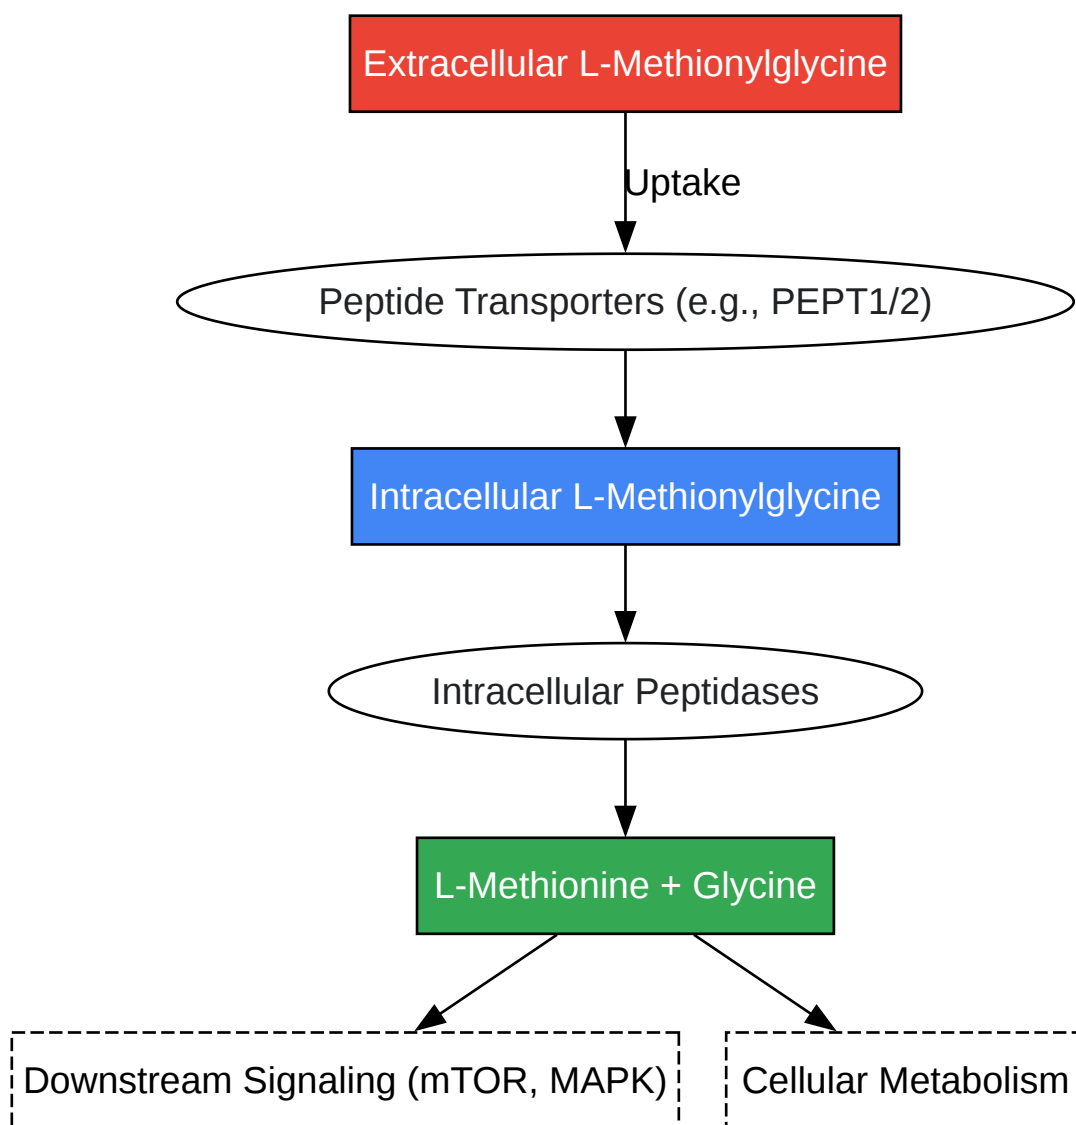 Extracellular L-Methionylglycine
Uptake
Peptide Transporters (e.g., PEPT1/2)
Intracellular L-Methionylglycine
Intracellular Peptidases
L-Methionine + Glycine
Downstream Signaling (mTOR, MAPK)
Cellular Metabolism